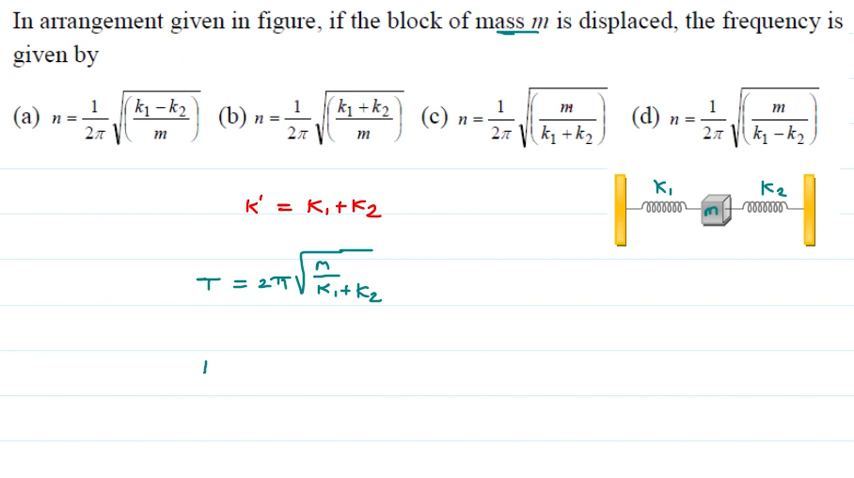 In arrangement given in figure, if the block of mass m is displaced, the frequency is
given by
(a) n = 1/2π √((k₁ − k₂)/m) (b) n = 1/2π √((k₁ + k₂)/m) (c) n = 1/2π √(m/(k₁ + k₂)) (d) n = 1/2π √(m/(k₁ − k₂))
K₁ m K₂
K' = K₁ + K₂
T = 2π √(m/(K₁ + K₂))